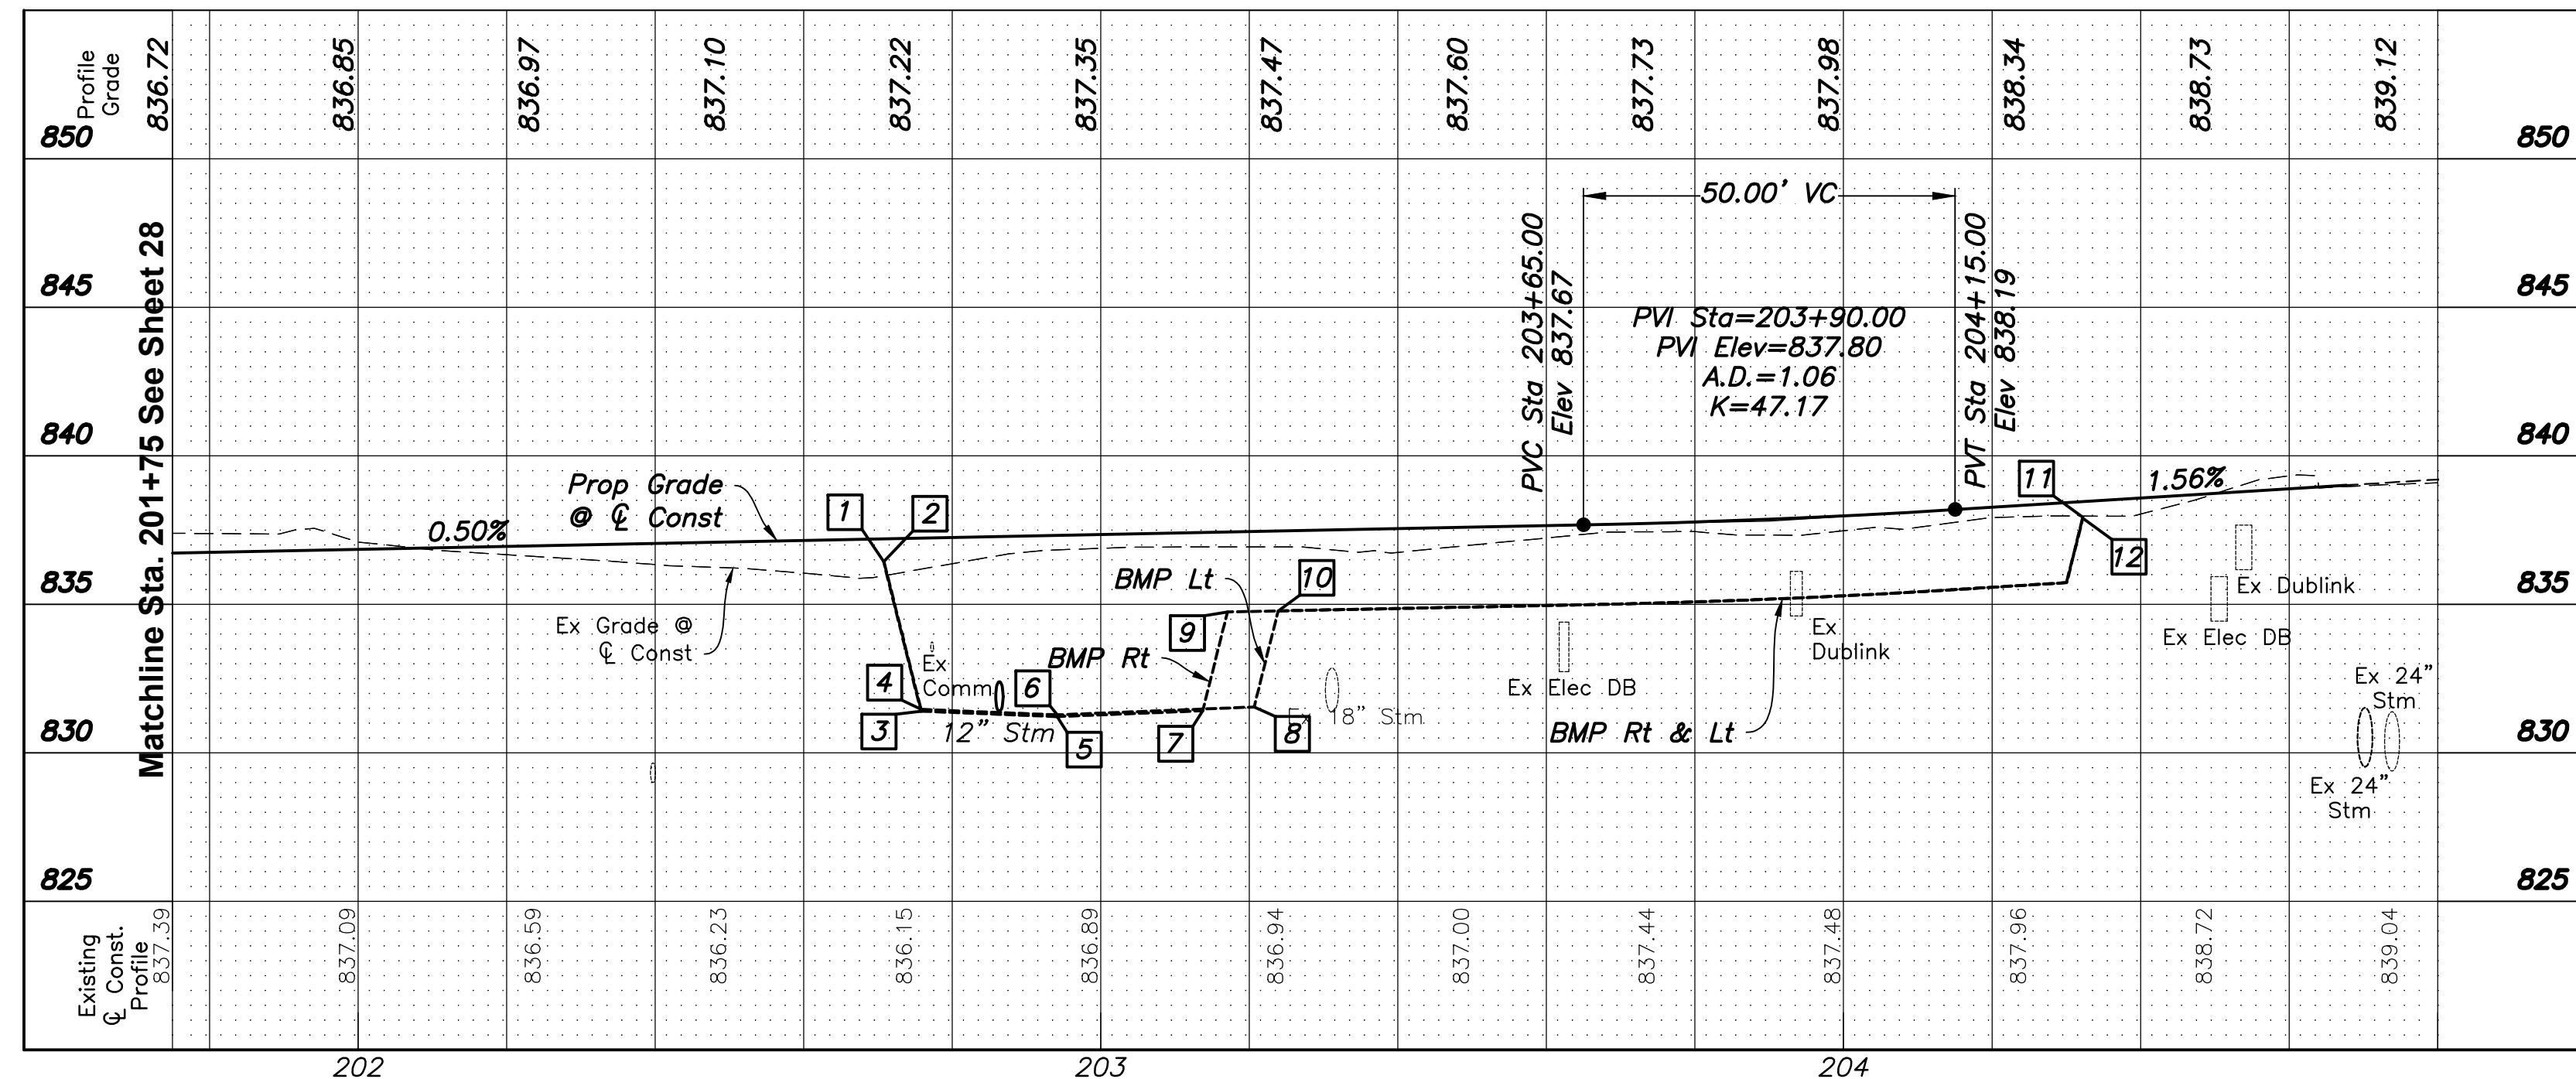 Profile
Grade
836.72
836.85
836.97
837.10
837.22
837.35
837.47
837.60
837.73
837.98
838.34
838.73
839.12
850
850
845
845
840
840
835
835
830
830
825
825
Matchline Sta. 201+75 See Sheet 28
50.00' VC
PVC Sta 203+65.00
Elev 837.67
PVI Sta=203+90.00
PVI Elev=837.80
A.D.=1.06
K=47.17
PVT Sta 204+15.00
Elev 838.19
0.50%
Prop Grade
@ ℄ Const
1
2
11
1.56%
12
Ex Grade @
℄ Const
BMP Lt
10
9
BMP Rt
4
Ex
Comm
6
3
12" Stm
5
7
8
Ex 18" Stm
Ex Elec DB
BMP Rt & Lt
Ex
Dublink
Ex Dublink
Ex Elec DB
Ex 24"
Stm
Ex 24"
Stm
Existing
℄ Const.
Profile
837.39
837.09
836.59
836.23
836.15
836.89
836.94
837.00
837.44
837.48
837.96
838.72
839.04
202
203
204